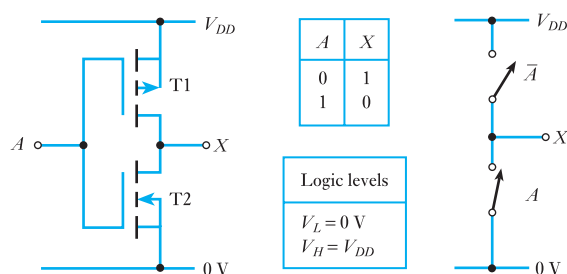 V_DD
T1
A
X
T2
0 V
A X
0 1
1 0
Logic levels
V_L = 0 V
V_H = V_DD
V_DD
Ā
X
A
0 V